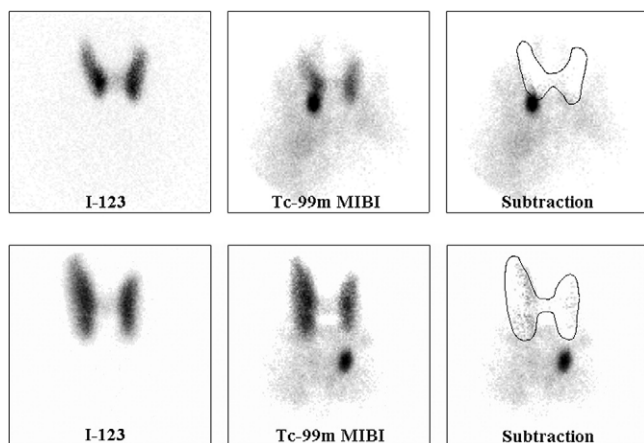 I-123
Tc-99m MIBI
Subtraction
I-123
Tc-99m MIBI
Subtraction